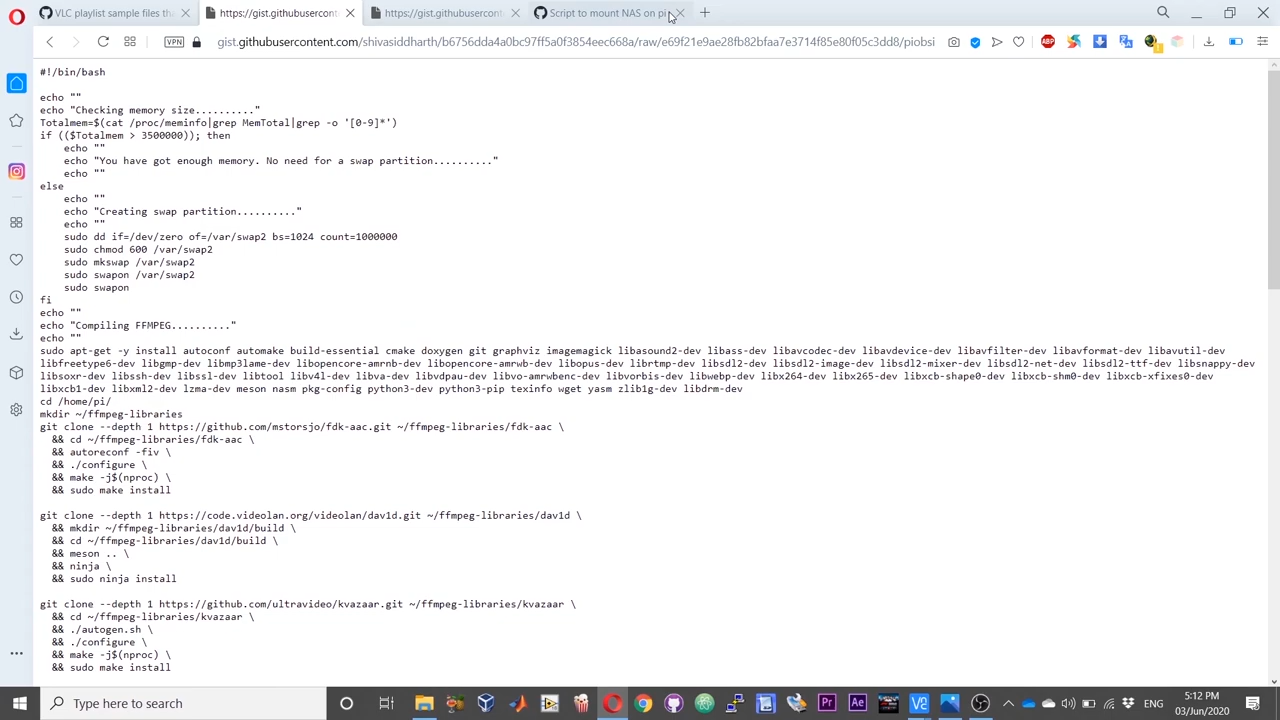 VLC playlist sample files tha
https://gist.githubusercont
https://gist.githubusercont
Script to mount NAS on pi
VPN
gist.githubusercontent.com/shivasiddharth/b6756dda4a0bc97ff5a0f3854eec668a/raw/e69f21e9ae28fb82bfaa7e3714f85e80f05c3dd8/piobsi
ABP
#!/bin/bash
echo ""
echo "Checking memory size.........."
Totalmem=$(cat /proc/meminfo|grep MemTotal|grep -o '[0-9]*')
if (($Totalmem > 3500000)); then
echo ""
echo "You have got enough memory. No need for a swap partition.........."
echo ""
else
echo ""
echo "Creating swap partition.........."
echo ""
sudo dd if=/dev/zero of=/var/swap2 bs=1024 count=1000000
sudo chmod 600 /var/swap2
sudo mkswap /var/swap2
sudo swapon /var/swap2
sudo swapon
fi
echo ""
echo "Compiling FFMPEG.........."
echo ""
sudo apt-get -y install autoconf automake build-essential cmake doxygen git graphviz imagemagick libasound2-dev libass-dev libavcodec-dev libavdevice-dev libavfilter-dev libavformat-dev libavutil-dev
libfreetype6-dev libgmp-dev libmp3lame-dev libopencore-amrnb-dev libopencore-amrwb-dev libopus-dev librtmp-dev libsdl2-dev libsdl2-image-dev libsdl2-mixer-dev libsdl2-net-dev libsdl2-ttf-dev libsnappy-dev
libsoxr-dev libssh-dev libssl-dev libtool libv4l-dev libva-dev libvdpau-dev libvo-amrwbenc-dev libvorbis-dev libwebp-dev libx264-dev libx265-dev libxcb-shape0-dev libxcb-shm0-dev libxcb-xfixes0-dev
libxcb1-dev libxml2-dev lzma-dev meson nasm pkg-config python3-dev python3-pip texinfo wget yasm zlib1g-dev libdrm-dev
cd /home/pi/
mkdir ~/ffmpeg-libraries
git clone --depth 1 https://github.com/mstorsjo/fdk-aac.git ~/ffmpeg-libraries/fdk-aac \
&& cd ~/ffmpeg-libraries/fdk-aac \
&& autoreconf -fiv \
&& ./configure \
&& make -j$(nproc) \
&& sudo make install
git clone --depth 1 https://code.videolan.org/videolan/dav1d.git ~/ffmpeg-libraries/dav1d \
&& mkdir ~/ffmpeg-libraries/dav1d/build \
&& cd ~/ffmpeg-libraries/dav1d/build \
&& meson .. \
&& ninja \
&& sudo ninja install
git clone --depth 1 https://github.com/ultravideo/kvazaar.git ~/ffmpeg-libraries/kvazaar \
&& cd ~/ffmpeg-libraries/kvazaar \
&& ./autogen.sh \
&& ./configure \
&& make -j$(nproc) \
&& sudo make install
Type here to search
Pr
Ae
ENG
5:12 PM
03/Jun/2020